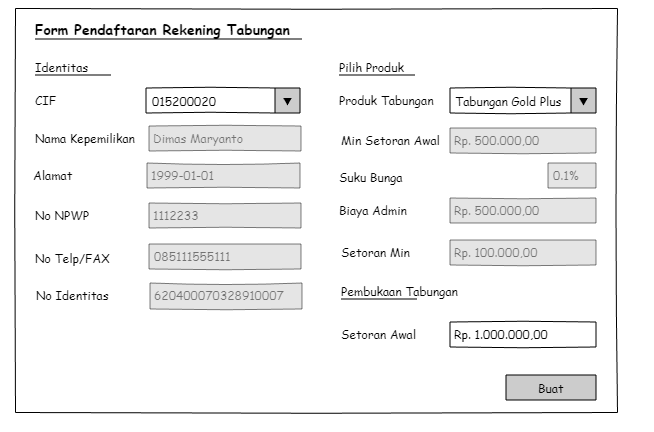 Form Pendaftaran Rekening Tabungan
Identitas
CIF 015200020
Nama Kepemilikan Dimas Maryanto
Alamat 1999-01-01
No NPWP 1112233
No Telp/FAX 085111555111
No Identitas 620400070328910007
Pilih Produk
Produk Tabungan Tabungan Gold Plus
Min Setoran Awal Rp. 500.000,00
Suku Bunga 0.1%
Biaya Admin Rp. 500.000,00
Setoran Min Rp. 100.000,00
Pembukaan Tabungan
Setoran Awal Rp. 1.000.000,00
Buat